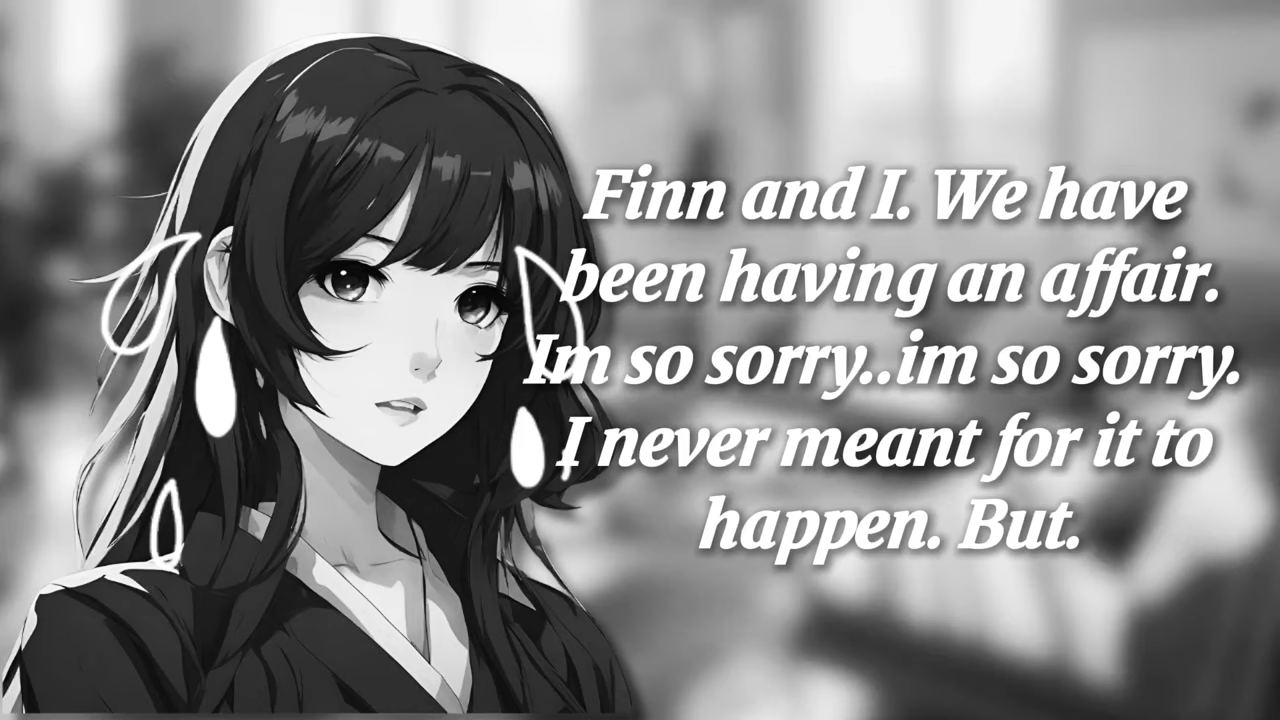 Finn and I. We have
been having an affair.
Im so sorry..im so sorry.
I never meant for it to
happen. But.